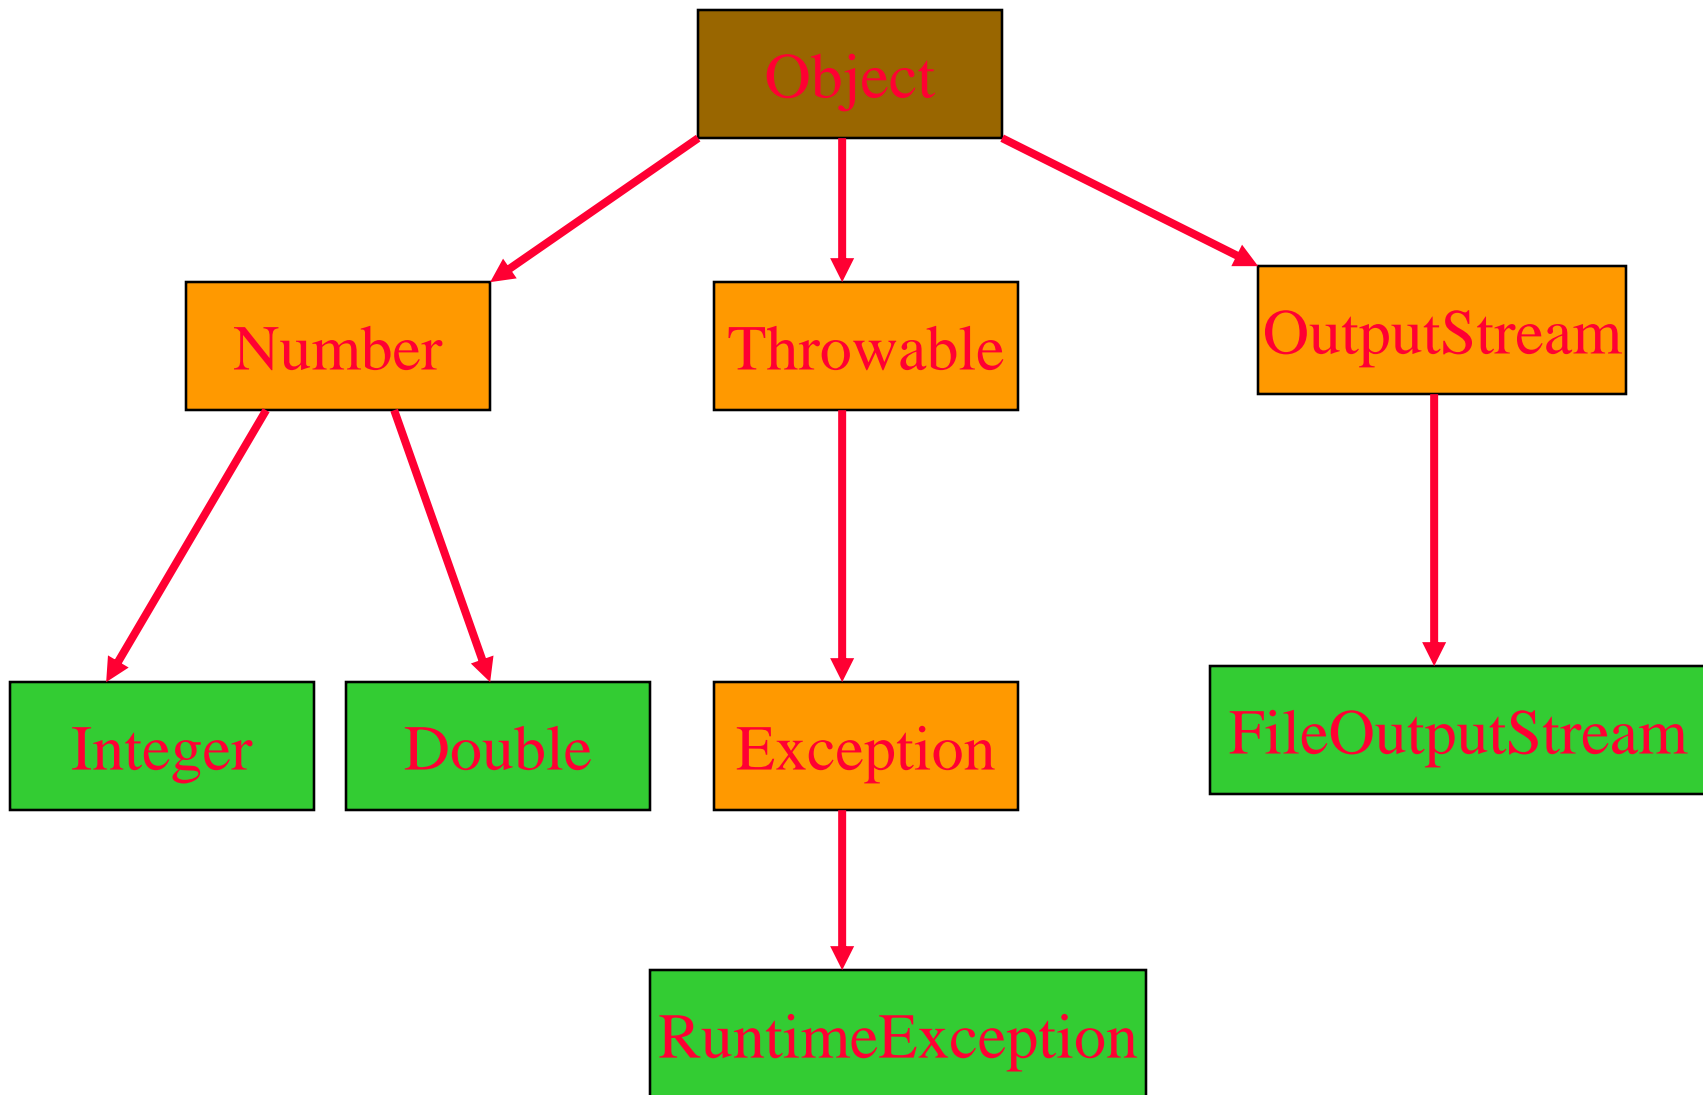 Object
Number
Throwable
OutputStream
Integer
Double
Exception
FileOutputStream
RuntimeException